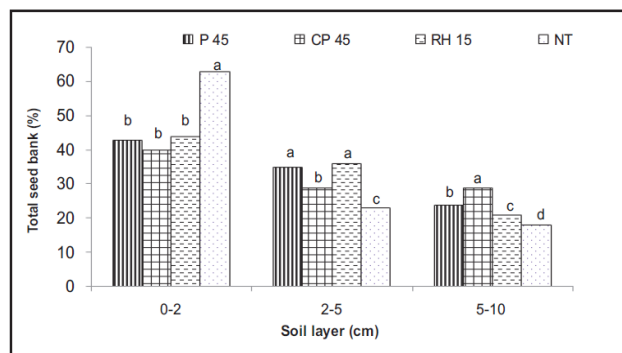 70
P 45 CP 45 RH 15 NT
60
50
40
30
20
10
0
Total seed bank (%)
b b b a
a b a c
b a c d
0-2 2-5 5-10
Soil layer (cm)